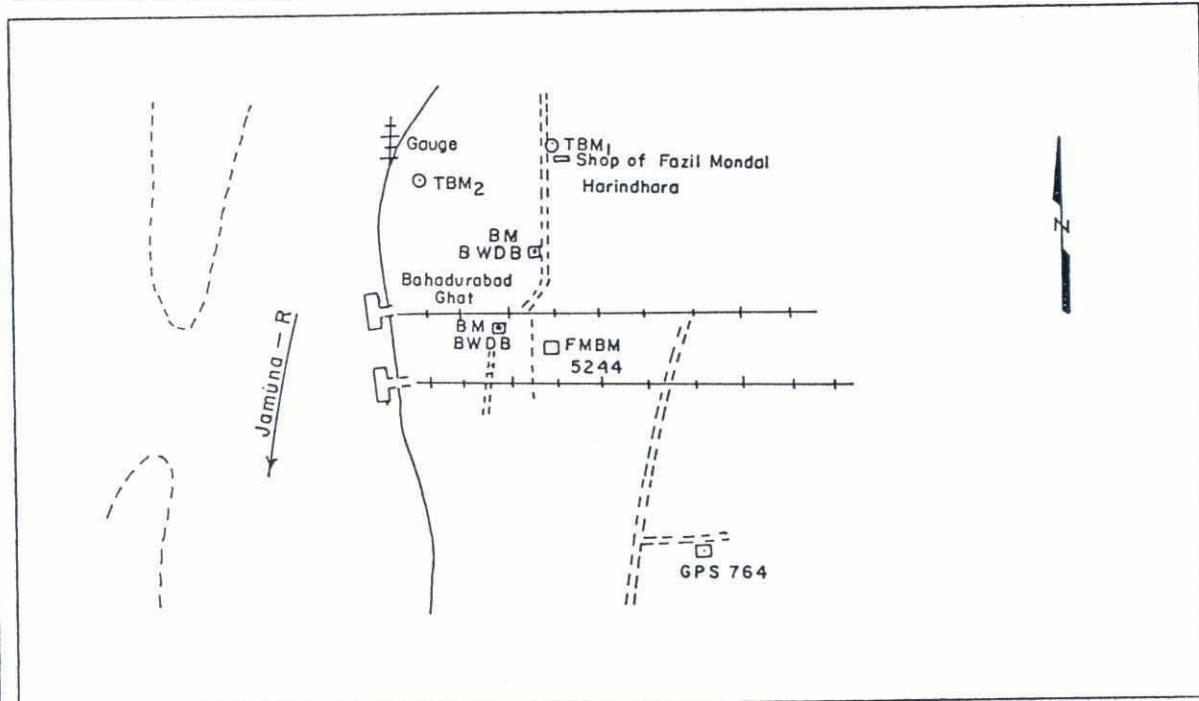 Gauge
TBM1
Shop of Fazil Mondal
Harindhara
TBM2
BM
BWDB
Bahadurabad
Ghat
BM
BWDB
FMBM
5244
Jamuna - R
N
GPS 764